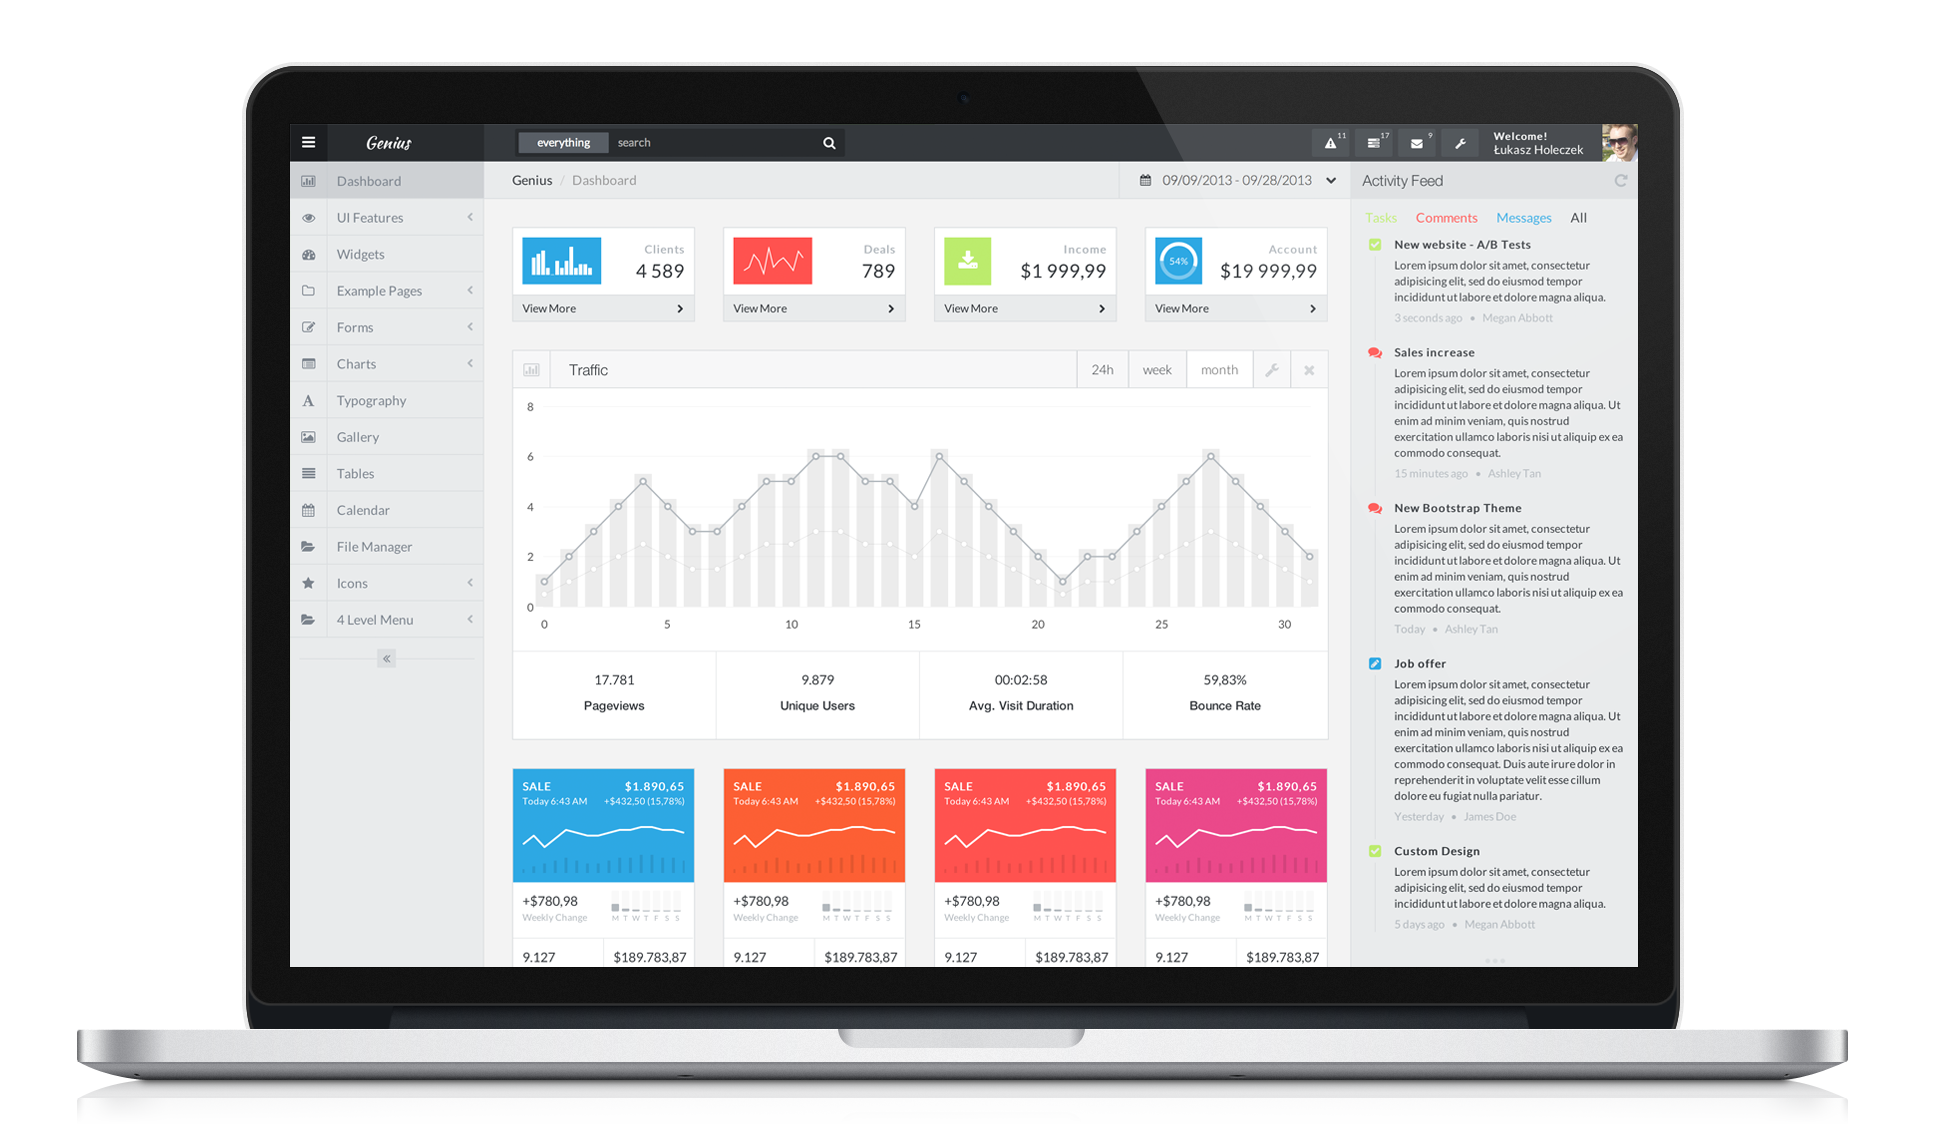 Genius
everything search
11
17
9
Welcome!
Łukasz Holeczek
Dashboard
UI Features
Widgets
Example Pages
Forms
Charts
Typography
Gallery
Tables
Calendar
File Manager
Icons
4 Level Menu
Genius / Dashboard
09/09/2013 - 09/28/2013
Clients
4 589
View More
Deals
789
View More
Income
$1 999,99
View More
54%
Account
$19 999,99
View More
Traffic
24h week month
8
6
4
2
0
0 5 10 15 20 25 30
17.781
Pageviews
9.879
Unique Users
00:02:58
Avg. Visit Duration
59,83%
Bounce Rate
SALE $1.890,65
Today 6:43 AM +$432,50 (15,78%)
+$780,98
Weekly Change
M T W T F S S
9.127 $189.783,87
SALE $1.890,65
Today 6:43 AM +$432,50 (15,78%)
+$780,98
Weekly Change
M T W T F S S
9.127 $189.783,87
SALE $1.890,65
Today 6:43 AM +$432,50 (15,78%)
+$780,98
Weekly Change
M T W T F S S
9.127 $189.783,87
SALE $1.890,65
Today 6:43 AM +$432,50 (15,78%)
+$780,98
Weekly Change
M T W T F S S
9.127 $189.783,87
Activity Feed
Tasks Comments Messages All
New website - A/B Tests
Lorem ipsum dolor sit amet, consectetur
adipisicing elit, sed do eiusmod tempor
incididunt ut labore et dolore magna aliqua.
3 seconds ago • Megan Abbott
Sales increase
Lorem ipsum dolor sit amet, consectetur
adipisicing elit, sed do eiusmod tempor
incididunt ut labore et dolore magna aliqua. Ut
enim ad minim veniam, quis nostrud
exercitation ullamco laboris nisi ut aliquip ex ea
commodo consequat.
15 minutes ago • Ashley Tan
New Bootstrap Theme
Lorem ipsum dolor sit amet, consectetur
adipisicing elit, sed do eiusmod tempor
incididunt ut labore et dolore magna aliqua. Ut
enim ad minim veniam, quis nostrud
exercitation ullamco laboris nisi ut aliquip ex ea
commodo consequat.
Today • Ashley Tan
Job offer
Lorem ipsum dolor sit amet, consectetur
adipisicing elit, sed do eiusmod tempor
incididunt ut labore et dolore magna aliqua. Ut
enim ad minim veniam, quis nostrud
exercitation ullamco laboris nisi ut aliquip ex ea
commodo consequat. Duis aute irure dolor in
reprehenderit in voluptate velit esse cillum
dolore eu fugiat nulla pariatur.
Yesterday • James Doe
Custom Design
Lorem ipsum dolor sit amet, consectetur
adipisicing elit, sed do eiusmod tempor
incididunt ut labore et dolore magna aliqua.
5 days ago • Megan Abbott